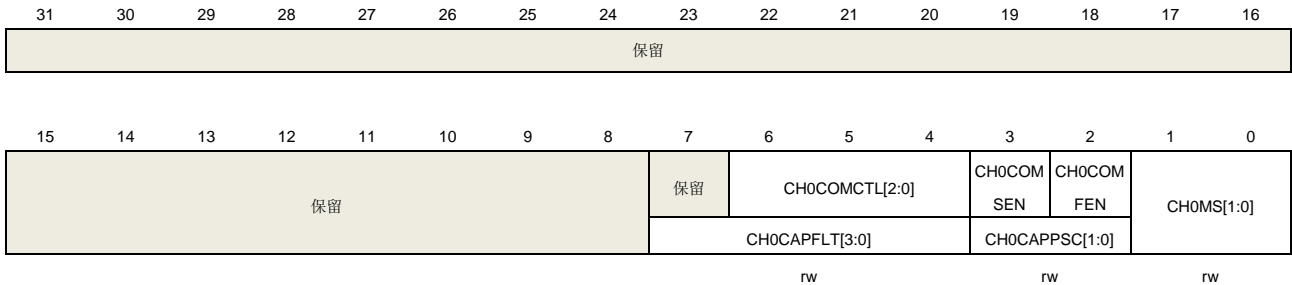 31 30 29 28 27 26 25 24 23 22 21 20 19 18 17 16
保留
15 14 13 12 11 10 9 8 7 6 5 4 3 2 1 0
保留 保留 CH0COMCTL[2:0] CH0COM SEN CH0COM FEN CH0MS[1:0]
CH0CAPFLT[3:0] CH0CAPPSC[1:0]
rw rw rw